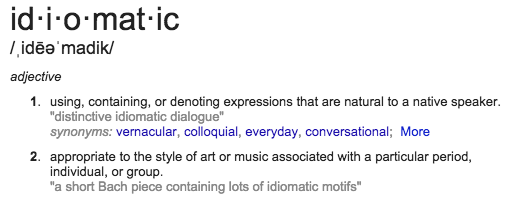 id·i·o·mat·ic
/ˌidēəˈmadik/
adjective
1. using, containing, or denoting expressions that are natural to a native speaker.
"distinctive idiomatic dialogue"
synonyms: vernacular, colloquial, everyday, conversational; More
2. appropriate to the style of art or music associated with a particular period,
individual, or group.
"a short Bach piece containing lots of idiomatic motifs"